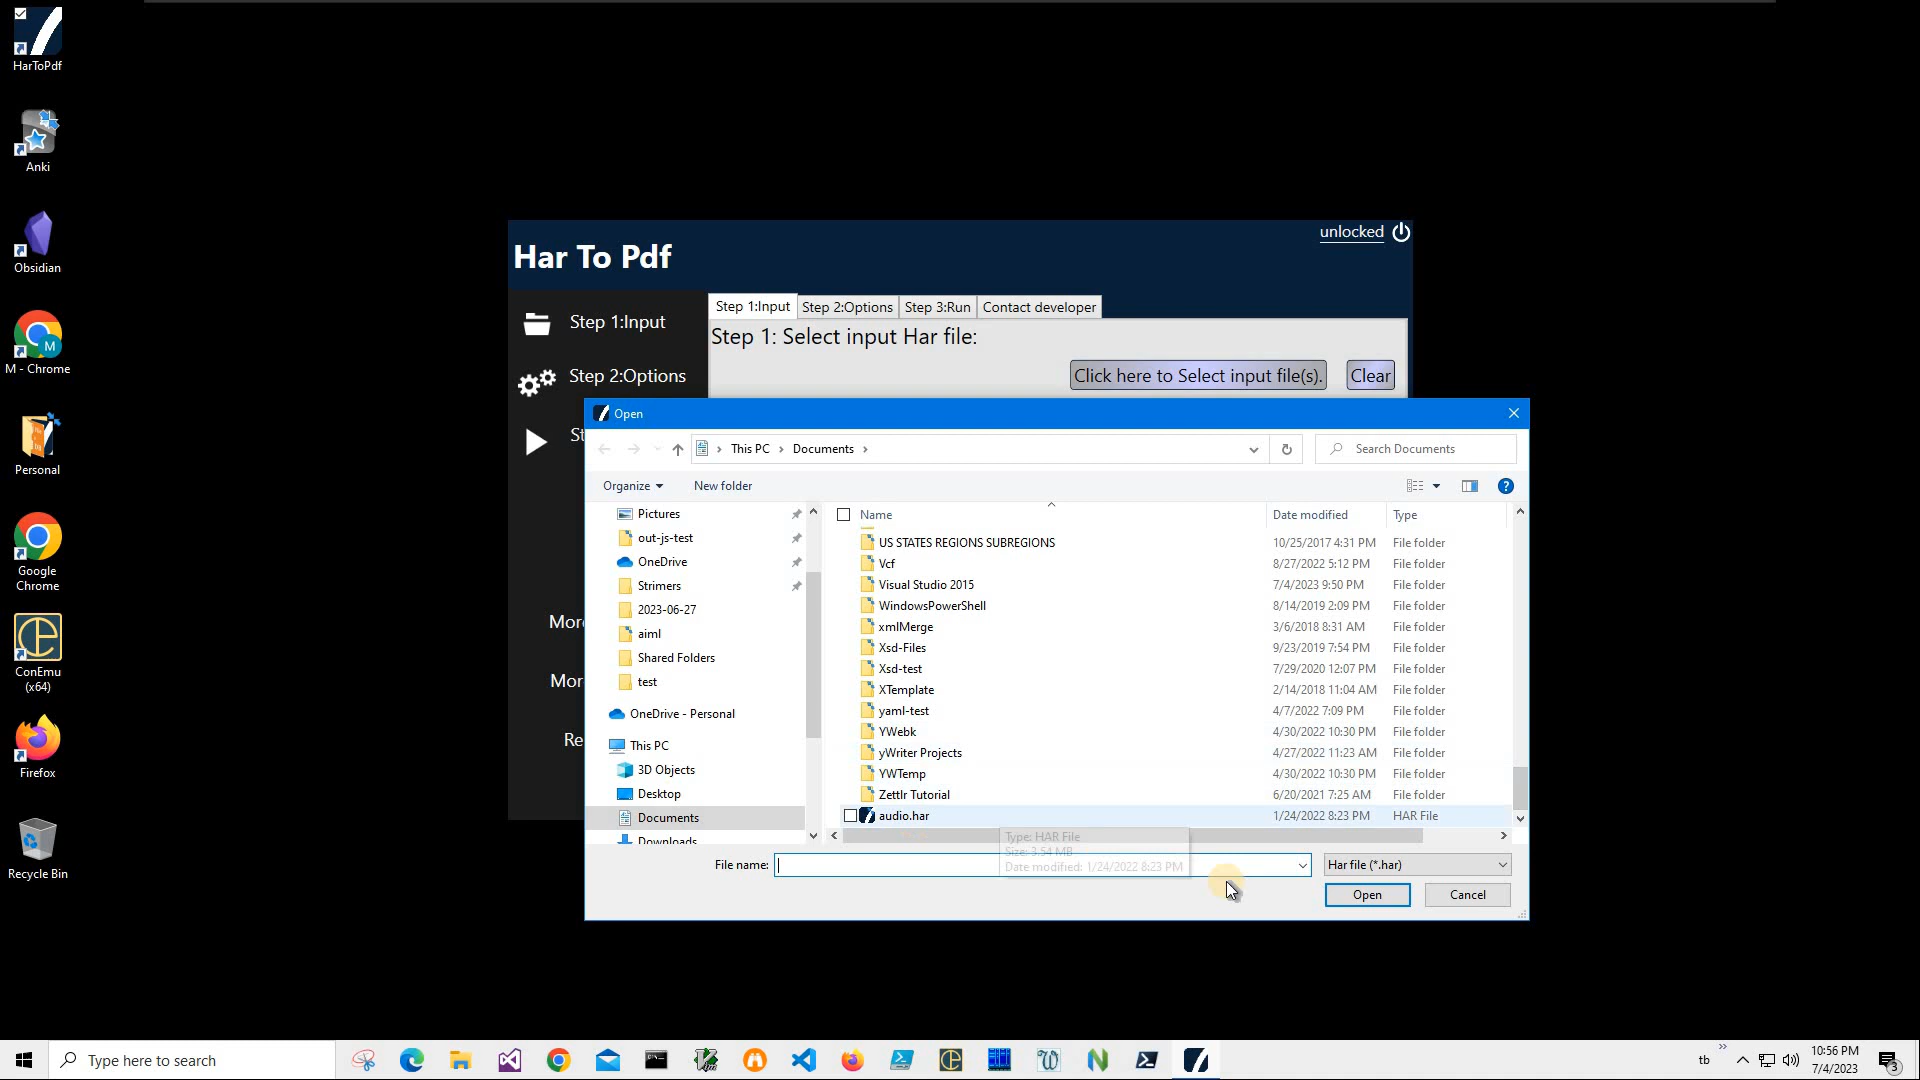 HarToPdf
Anki
Obsidian
M - Chrome
Personal
Google
Chrome
ConEmu
(x64)
Firefox
Recycle Bin
unlocked
Har To Pdf
Step 1:Input
Step 2:Options
Step 1:Input Step 2:Options Step 3:Run Contact developer
Step 1: Select input Har file:
Click here to Select input file(s). Clear
St
More
Mor
Re
Open
This PC Documents
Search Documents
Organize New folder
Pictures
out-js-test
OneDrive
Strimers
2023-06-27
aiml
Shared Folders
test
OneDrive - Personal
This PC
3D Objects
Desktop
Documents
Downloads
Name Date modified Type
US STATES REGIONS SUBREGIONS 10/25/2017 4:31 PM File folder
Vcf 8/27/2022 5:12 PM File folder
Visual Studio 2015 7/4/2023 9:50 PM File folder
WindowsPowerShell 8/14/2019 2:09 PM File folder
xmlMerge 3/6/2018 8:31 AM File folder
Xsd-Files 9/23/2019 7:54 PM File folder
Xsd-test 7/29/2020 12:07 PM File folder
XTemplate 2/14/2018 11:04 AM File folder
yaml-test 4/7/2022 7:09 PM File folder
YWebk 4/30/2022 10:30 PM File folder
yWriter Projects 4/27/2022 11:23 AM File folder
YWTemp 4/30/2022 10:30 PM File folder
Zettlr Tutorial 6/20/2021 7:25 AM File folder
audio.har 1/24/2022 8:23 PM HAR File
Type: HAR File
Size: 3.54 MB
Date modified: 1/24/2022 8:23 PM
File name: Har file (*.har)
Open Cancel
Type here to search
tb
10:56 PM
7/4/2023
3